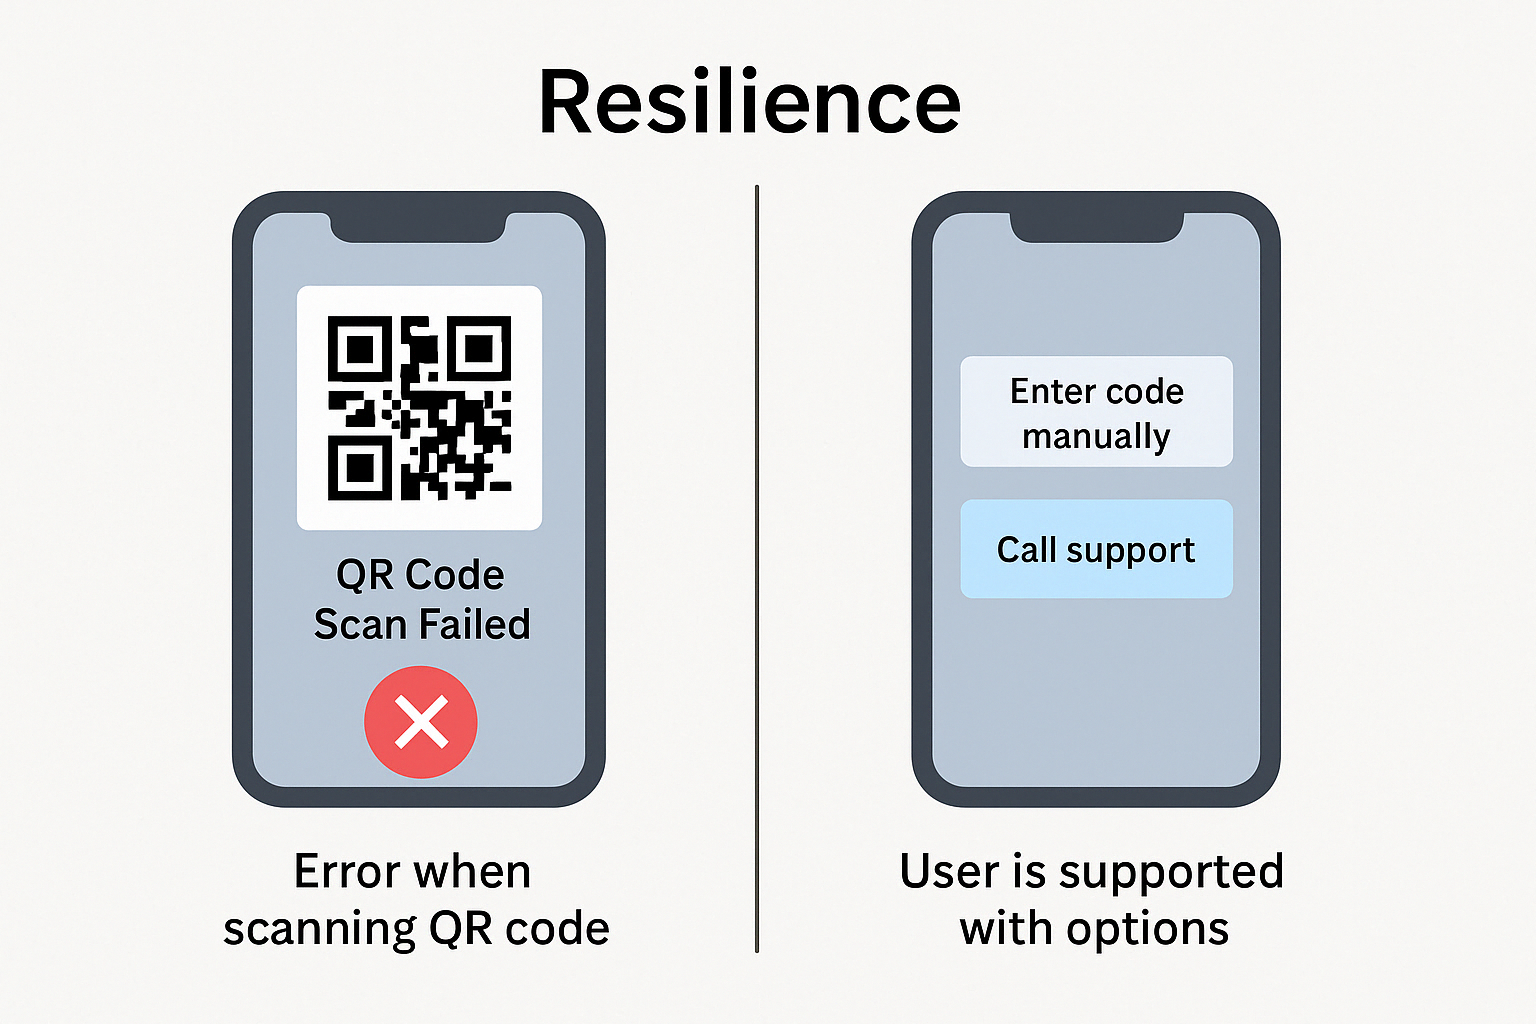 Resilience
QR Code
Scan Failed
Error when
scanning QR code
Enter code
manually
Call support
User is supported
with options